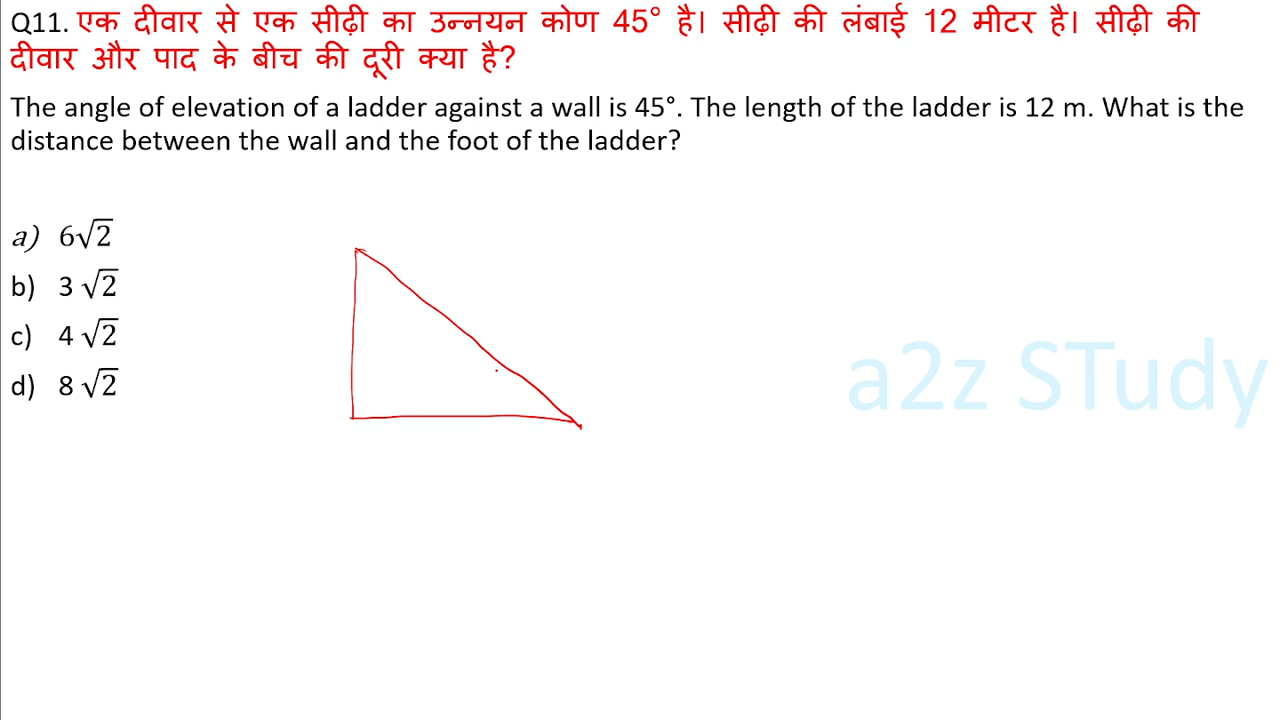 Q11. एक दीवार से एक सीढ़ी का उन्नयन कोण 45° है। सीढ़ी की लंबाई 12 मीटर है। सीढ़ी की
दीवार और पाद के बीच की दूरी क्या है?
The angle of elevation of a ladder against a wall is 45°. The length of the ladder is 12 m. What is the
distance between the wall and the foot of the ladder?
a) 6√2
b) 3 √2
c) 4 √2
d) 8 √2
a2z STudy